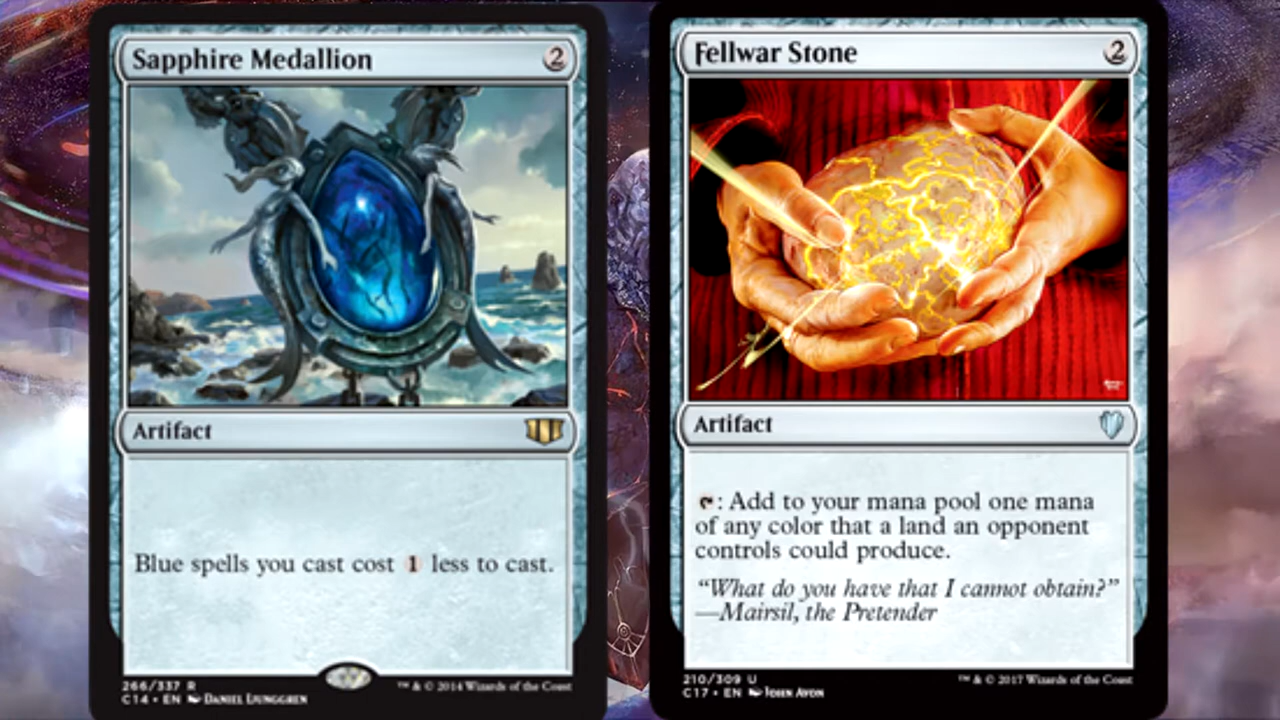 Sapphire Medallion 2
Artifact
Blue spells you cast cost 1 less to cast.
266/337 R
C14 • EN Daniel Ljunggren
™ & © 2014 Wizards of the Coast
Fellwar Stone 2
Artifact
: Add to your mana pool one mana
of any color that a land an opponent
controls could produce.
“What do you have that I cannot obtain?”
—Mairsil, the Pretender
210/309 U
C17 • EN John Avon
™ & © 2017 Wizards of the Coast